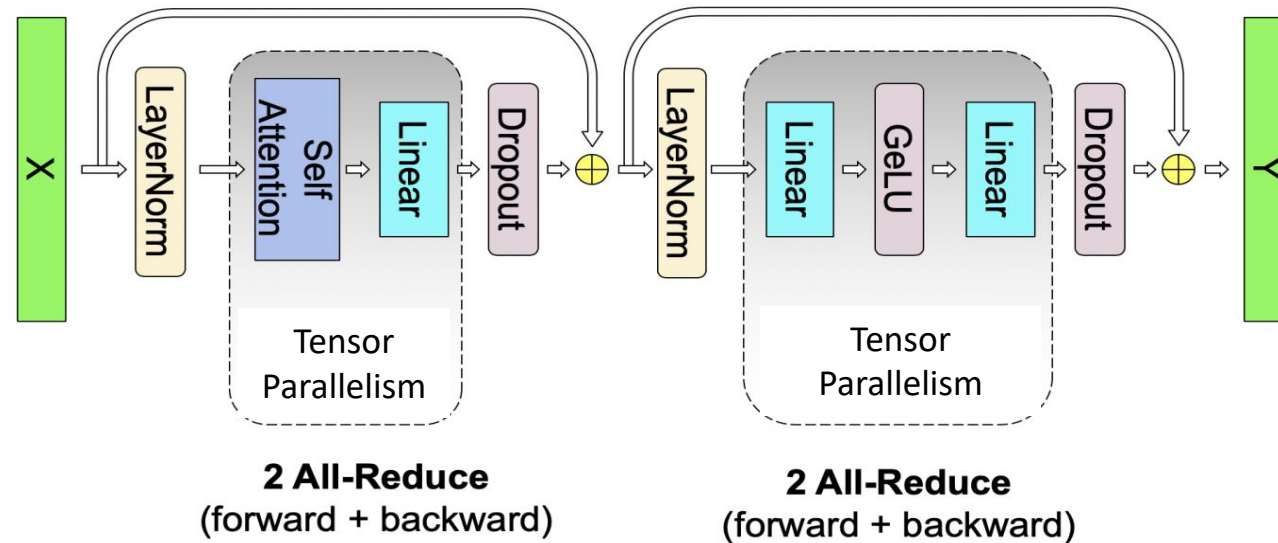 X
LayerNorm
Self
Attention
Linear
Dropout
LayerNorm
Linear
GeLU
Linear
Dropout
Y
Tensor
Parallelism
Tensor
Parallelism
2 All-Reduce
(forward + backward)
2 All-Reduce
(forward + backward)